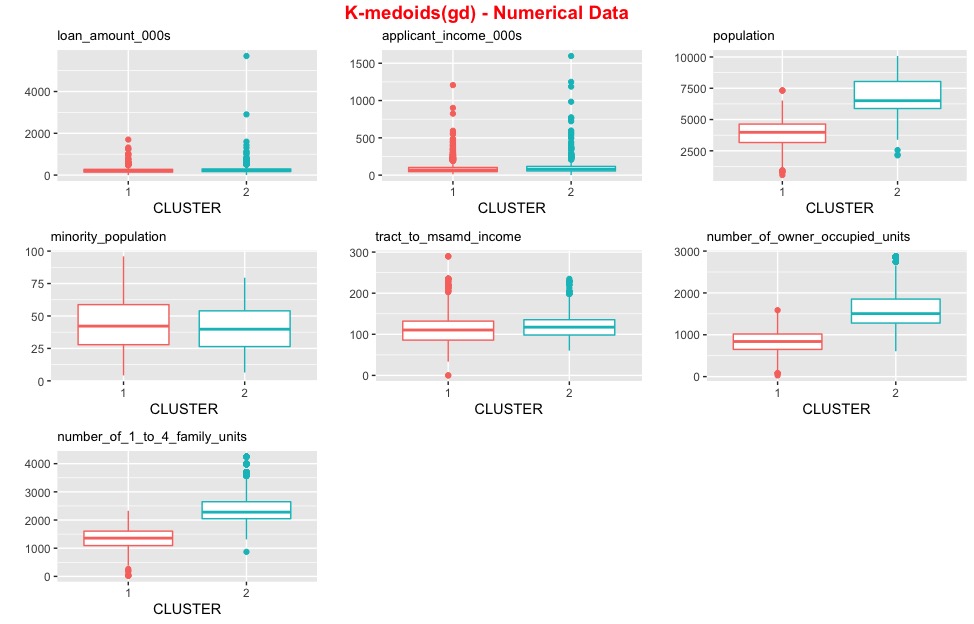 K-medoids(gd) - Numerical Data
loan_amount_000s
4000
2000
0
1
2
CLUSTER
applicant_income_000s
1500
1000
500
0
1
2
CLUSTER
population
10000
7500
5000
2500
1
2
CLUSTER
minority_population
100
75
50
25
0
1
2
CLUSTER
tract_to_msamd_income
300
200
100
0
1
2
CLUSTER
number_of_owner_occupied_units
3000
2000
1000
0
1
2
CLUSTER
number_of_1_to_4_family_units
4000
3000
2000
1000
0
1
2
CLUSTER